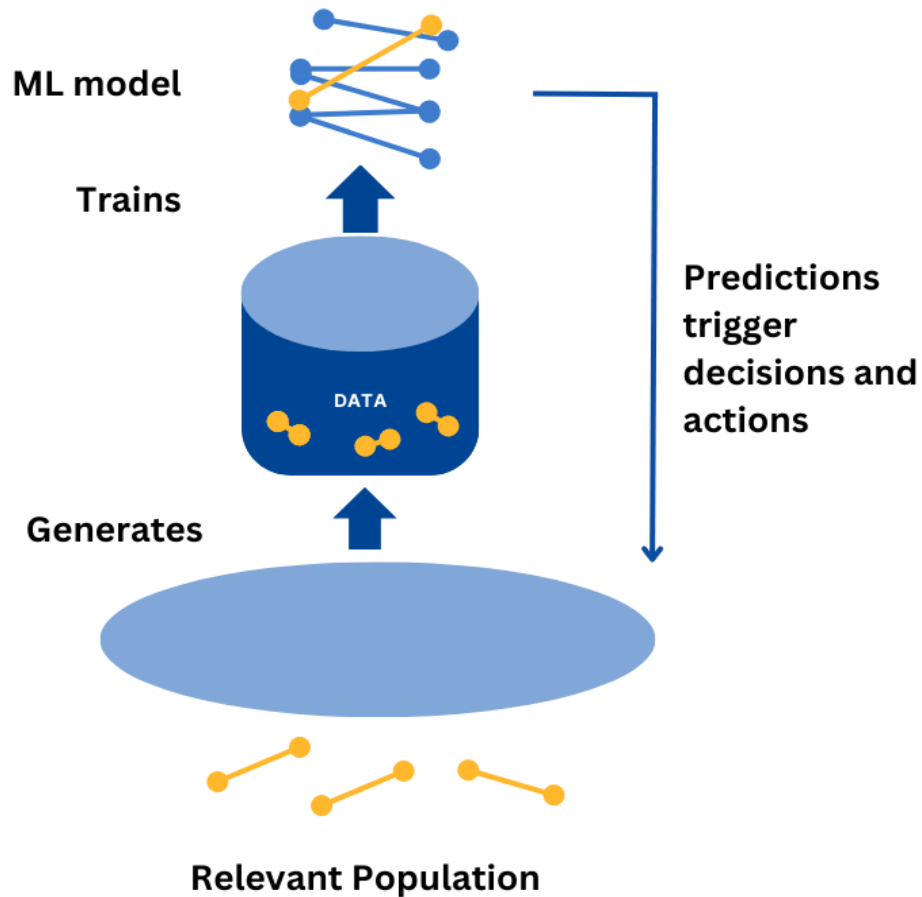 ML model
Trains
Predictions
trigger
decisions and
actions
DATA
Generates
Relevant Population